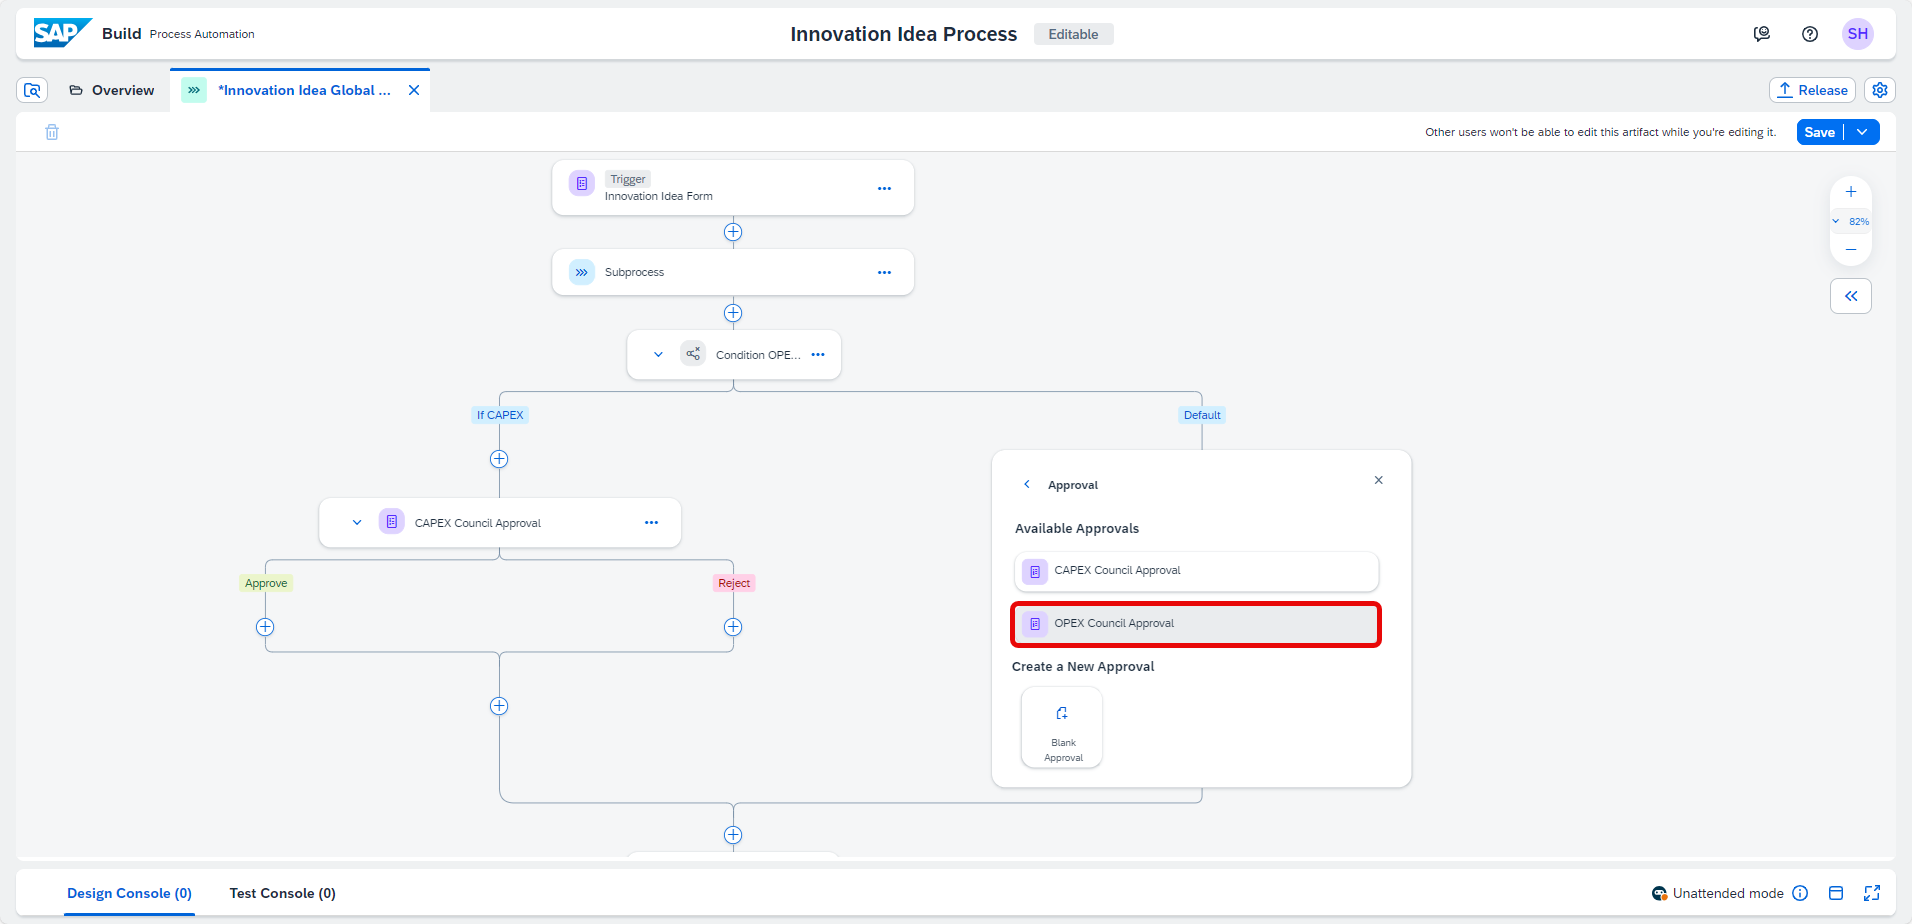 SAP Build Process Automation
Innovation Idea Process
Editable
SH
Overview
*Innovation Idea Global ...
Release
Other users won't be able to edit this artifact while you're editing it.
Save
Trigger
Innovation Idea Form
82%
Subprocess
Condition OPE...
If CAPEX
Default
Approval
CAPEX Council Approval
Available Approvals
CAPEX Council Approval
Approve
Reject
OPEX Council Approval
Create a New Approval
Blank
Approval
Design Console (0)
Test Console (0)
Unattended mode